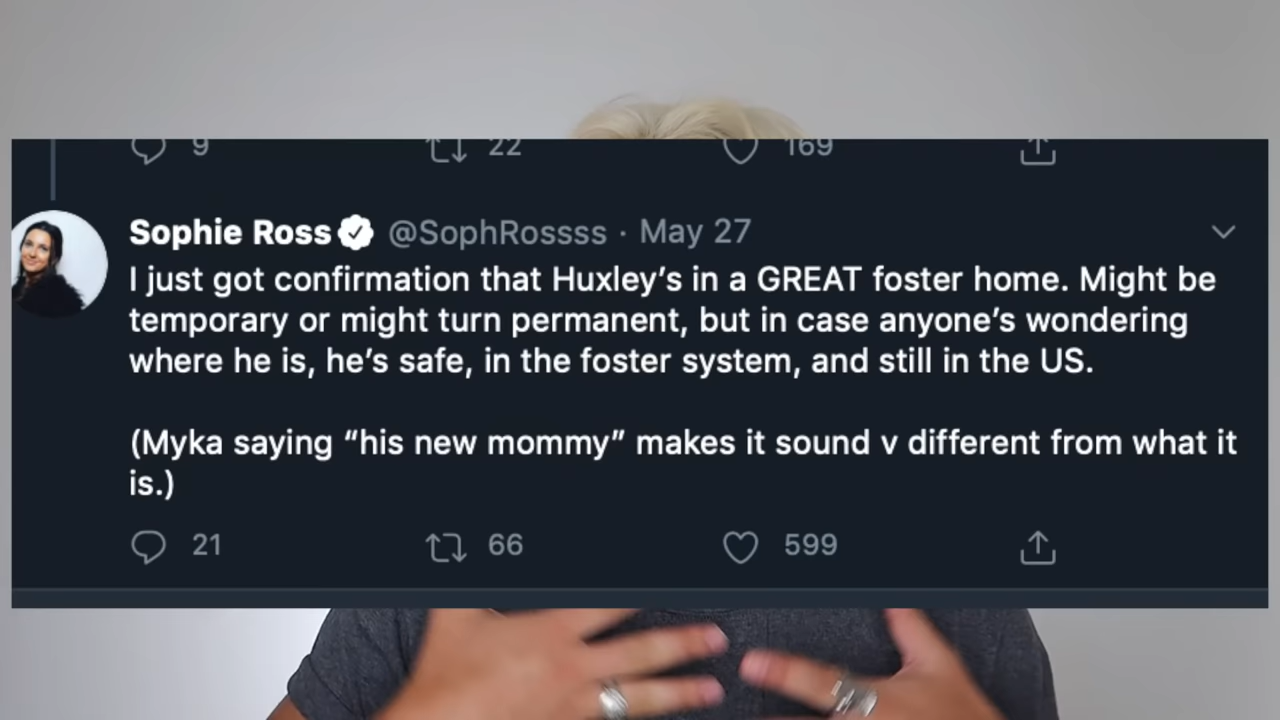 9 22 169
Sophie Ross @SophRossss · May 27
I just got confirmation that Huxley's in a GREAT foster home. Might be
temporary or might turn permanent, but in case anyone's wondering
where he is, he's safe, in the foster system, and still in the US.
(Myka saying “his new mommy” makes it sound v different from what it
is.)
21 66 599